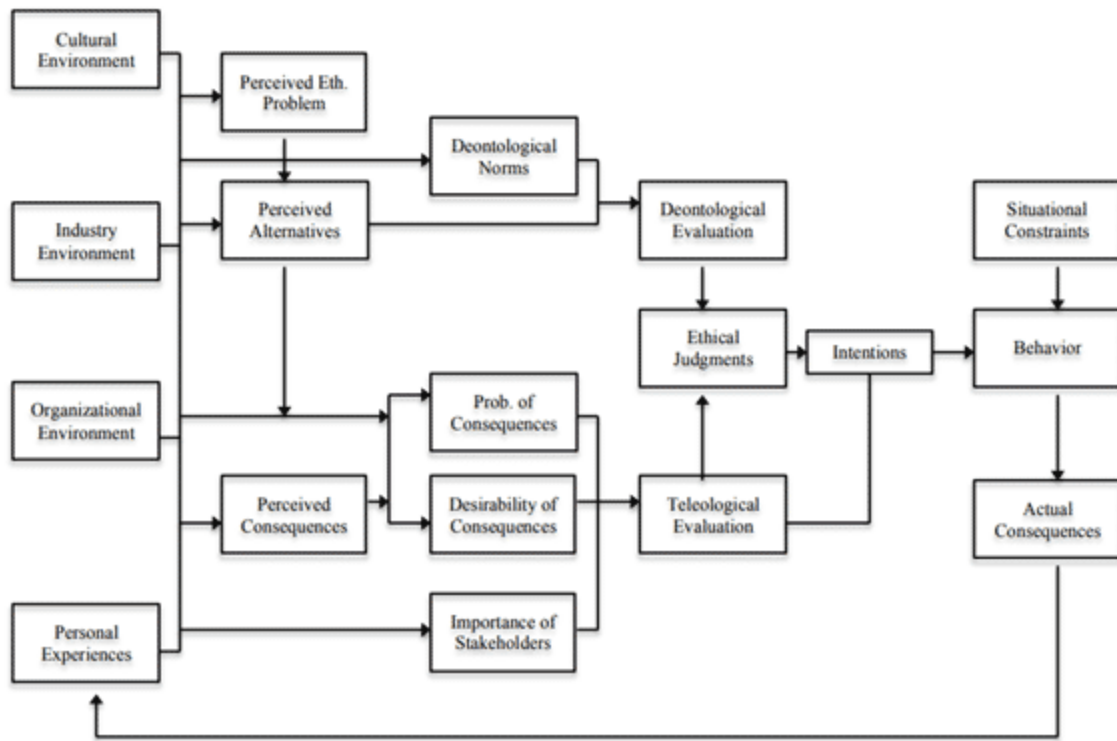 Cultural
Environment
Perceived Eth.
Problem
Deontological
Norms
Industry
Environment
Perceived
Alternatives
Deontological
Evaluation
Situational
Constraints
Ethical
Judgments
Intentions
Behavior
Organizational
Environment
Prob. of
Consequences
Perceived
Consequences
Desirability of
Consequences
Teleological
Evaluation
Actual
Consequences
Personal
Experiences
Importance of
Stakeholders